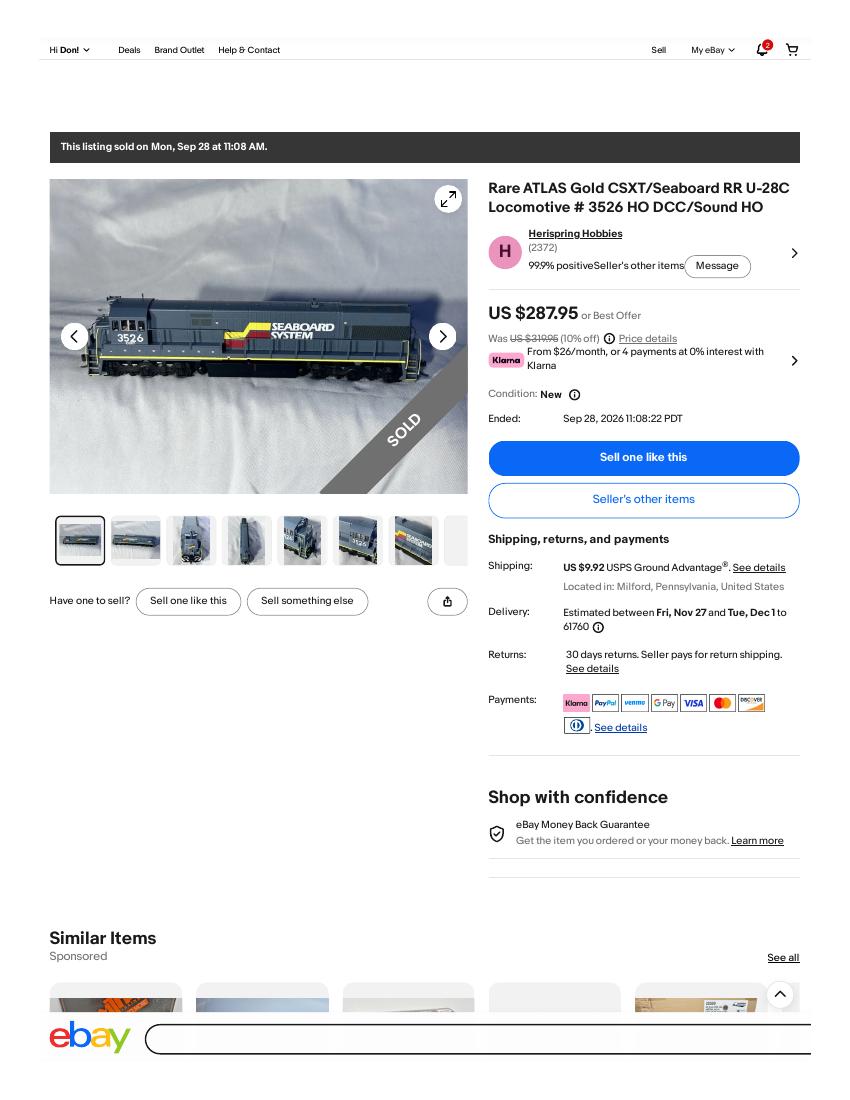 Hi Don!
Deals
Brand Outlet
Help & Contact
Sell
My eBay
2
This listing sold on Mon, Sep 28 at 11:08 AM.
3526
SEABOARD
SYSTEM
SOLD
Have one to sell?
Sell one like this
Sell something else
Rare ATLAS Gold CSXT/Seaboard RR U-28C
Locomotive # 3526 HO DCC/Sound HO
H
Herispring Hobbies
(2372)
99.9% positiveSeller's other items
Message
US $287.95 or Best Offer
Was US $319.95 (10% off) Price details
Klarna
From $26/month, or 4 payments at 0% interest with
Klarna
Condition: New
Ended: Sep 28, 2026 11:08:22 PDT
Sell one like this
Seller's other items
Shipping, returns, and payments
Shipping: US $9.92 USPS Ground Advantage®. See details
Located in: Milford, Pennsylvania, United States
Delivery: Estimated between Fri, Nov 27 and Tue, Dec 1 to
61760
Returns: 30 days returns. Seller pays for return shipping.
See details
Payments: Klarna PayPal venmo G Pay VISA DISCOVER
. See details
Shop with confidence
eBay Money Back Guarantee
Get the item you ordered or your money back. Learn more
Similar Items
Sponsored
See all
ebay